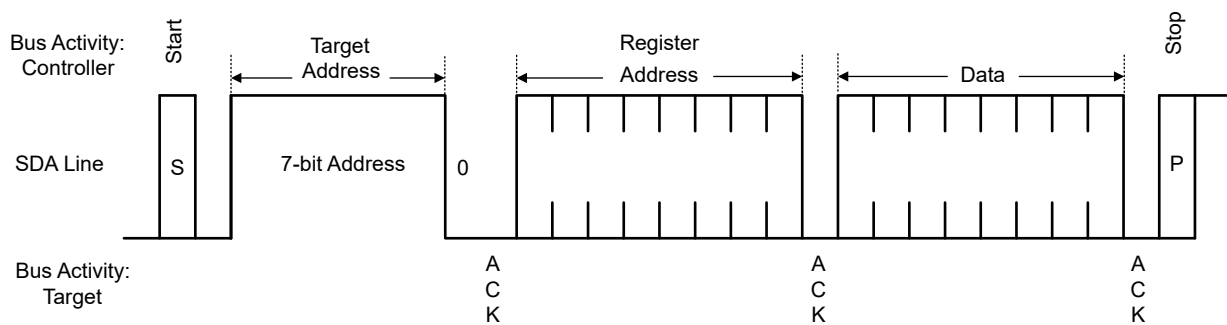 Bus Activity:
Controller
Start
Target
Address
Register
Address
Data
Stop
SDA Line
S
7-bit Address
0
P
Bus Activity:
Target
A
C
K
A
C
K
A
C
K